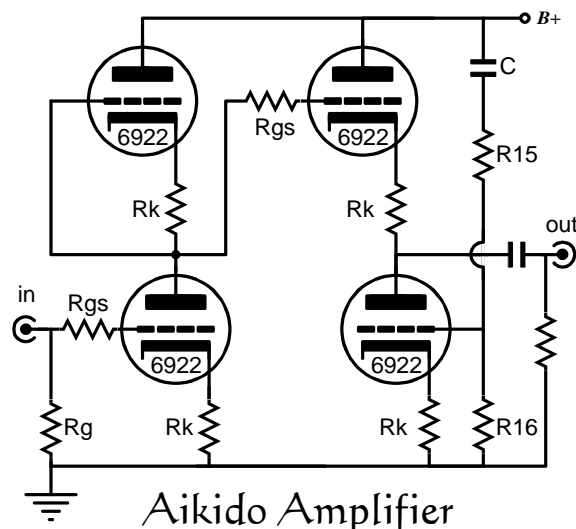 B+
C
6922
6922
Rgs
R15
Rk
Rk
out
in
Rgs
6922
6922
Rg
Rk
Rk
R16
Aikido Amplifier